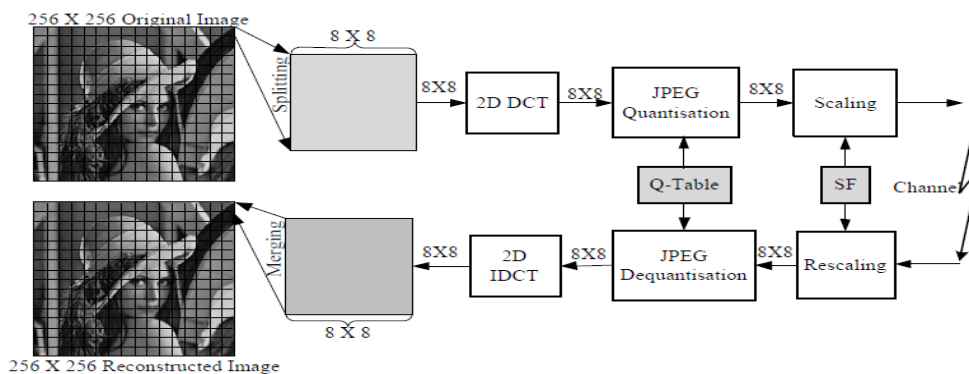 256 X 256 Original Image
8 X 8
Splitting
8X8
2D DCT
8X8
JPEG
Quantisation
8X8
Scaling
Q-Table
SF
Channel
Merging
8X8
2D
IDCT
8X8
JPEG
Dequantisation
8X8
Rescaling
8 X 8
256 X 256 Reconstructed Image